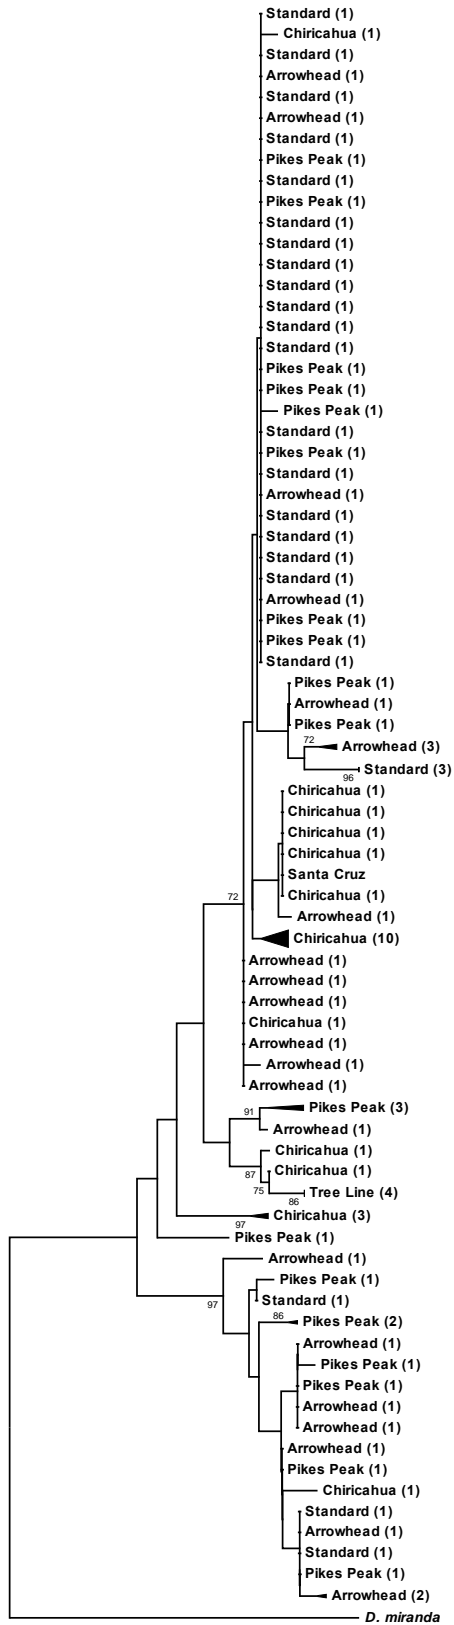 Standard (1)
Chiricahua (1)
Standard (1)
Arrowhead (1)
Standard (1)
Arrowhead (1)
Standard (1)
Pikes Peak (1)
Standard (1)
Pikes Peak (1)
Standard (1)
Standard (1)
Standard (1)
Standard (1)
Standard (1)
Standard (1)
Standard (1)
Pikes Peak (1)
Pikes Peak (1)
Pikes Peak (1)
Standard (1)
Pikes Peak (1)
Standard (1)
Arrowhead (1)
Standard (1)
Standard (1)
Standard (1)
Standard (1)
Arrowhead (1)
Pikes Peak (1)
Pikes Peak (1)
Standard (1)
Pikes Peak (1)
Arrowhead (1)
Pikes Peak (1)
72
Arrowhead (3)
Standard (3)
96
Chiricahua (1)
Chiricahua (1)
Chiricahua (1)
Chiricahua (1)
Santa Cruz
Chiricahua (1)
72
Arrowhead (1)
Chiricahua (10)
Arrowhead (1)
Arrowhead (1)
Arrowhead (1)
Chiricahua (1)
Arrowhead (1)
Arrowhead (1)
Arrowhead (1)
91
Pikes Peak (3)
Arrowhead (1)
Chiricahua (1)
87
Chiricahua (1)
75
Tree Line (4)
86
Chiricahua (3)
97
Pikes Peak (1)
Arrowhead (1)
Pikes Peak (1)
97
Standard (1)
86
Pikes Peak (2)
Arrowhead (1)
Pikes Peak (1)
Pikes Peak (1)
Arrowhead (1)
Arrowhead (1)
Arrowhead (1)
Pikes Peak (1)
Chiricahua (1)
Standard (1)
Arrowhead (1)
Standard (1)
Pikes Peak (1)
Arrowhead (2)
D. miranda